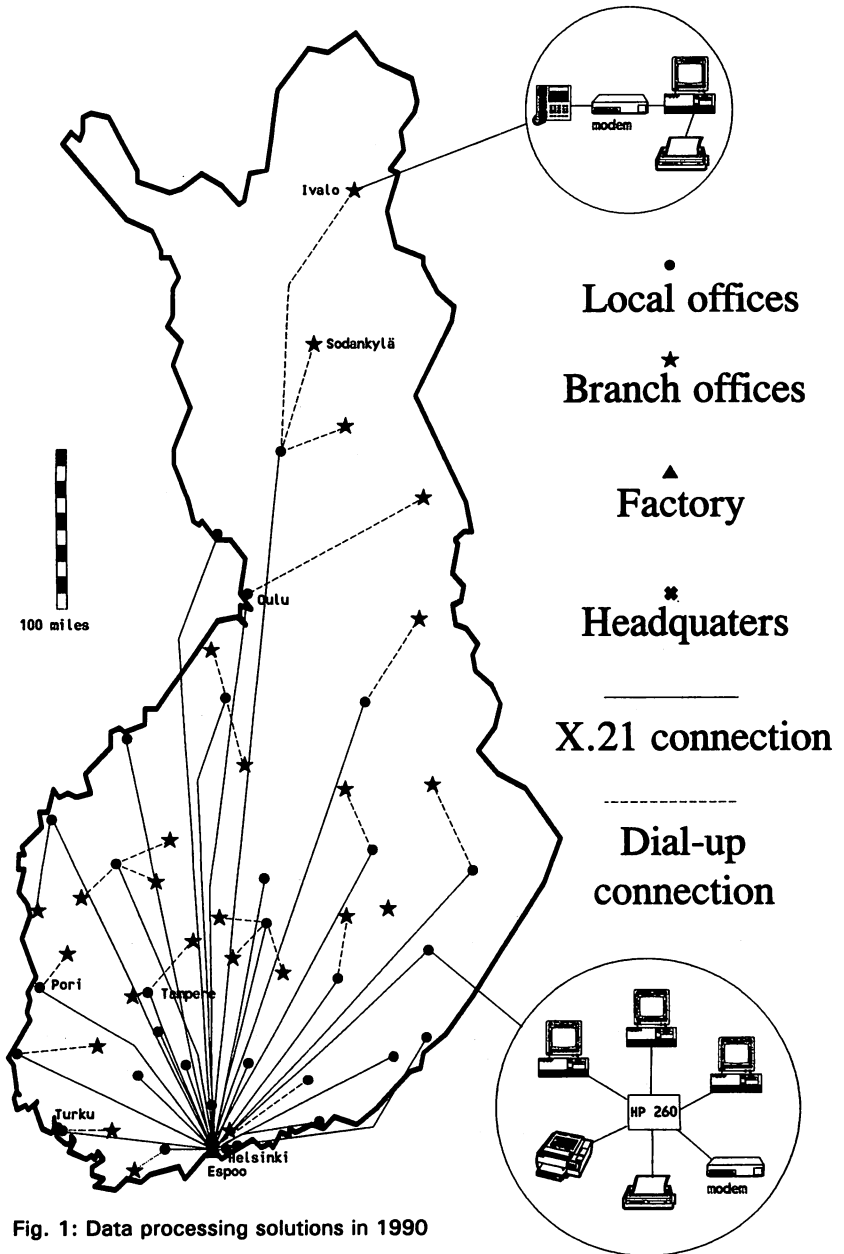 modem
Ivalo
Local offices
Sodankylä
Branch offices
Factory
100 miles
Oulu
Headquaters
X.21 connection
Dial-up
connection
Pori
Tampere
Turku
Helsinki
Espoo
HP 260
modem
Fig. 1: Data processing solutions in 1990